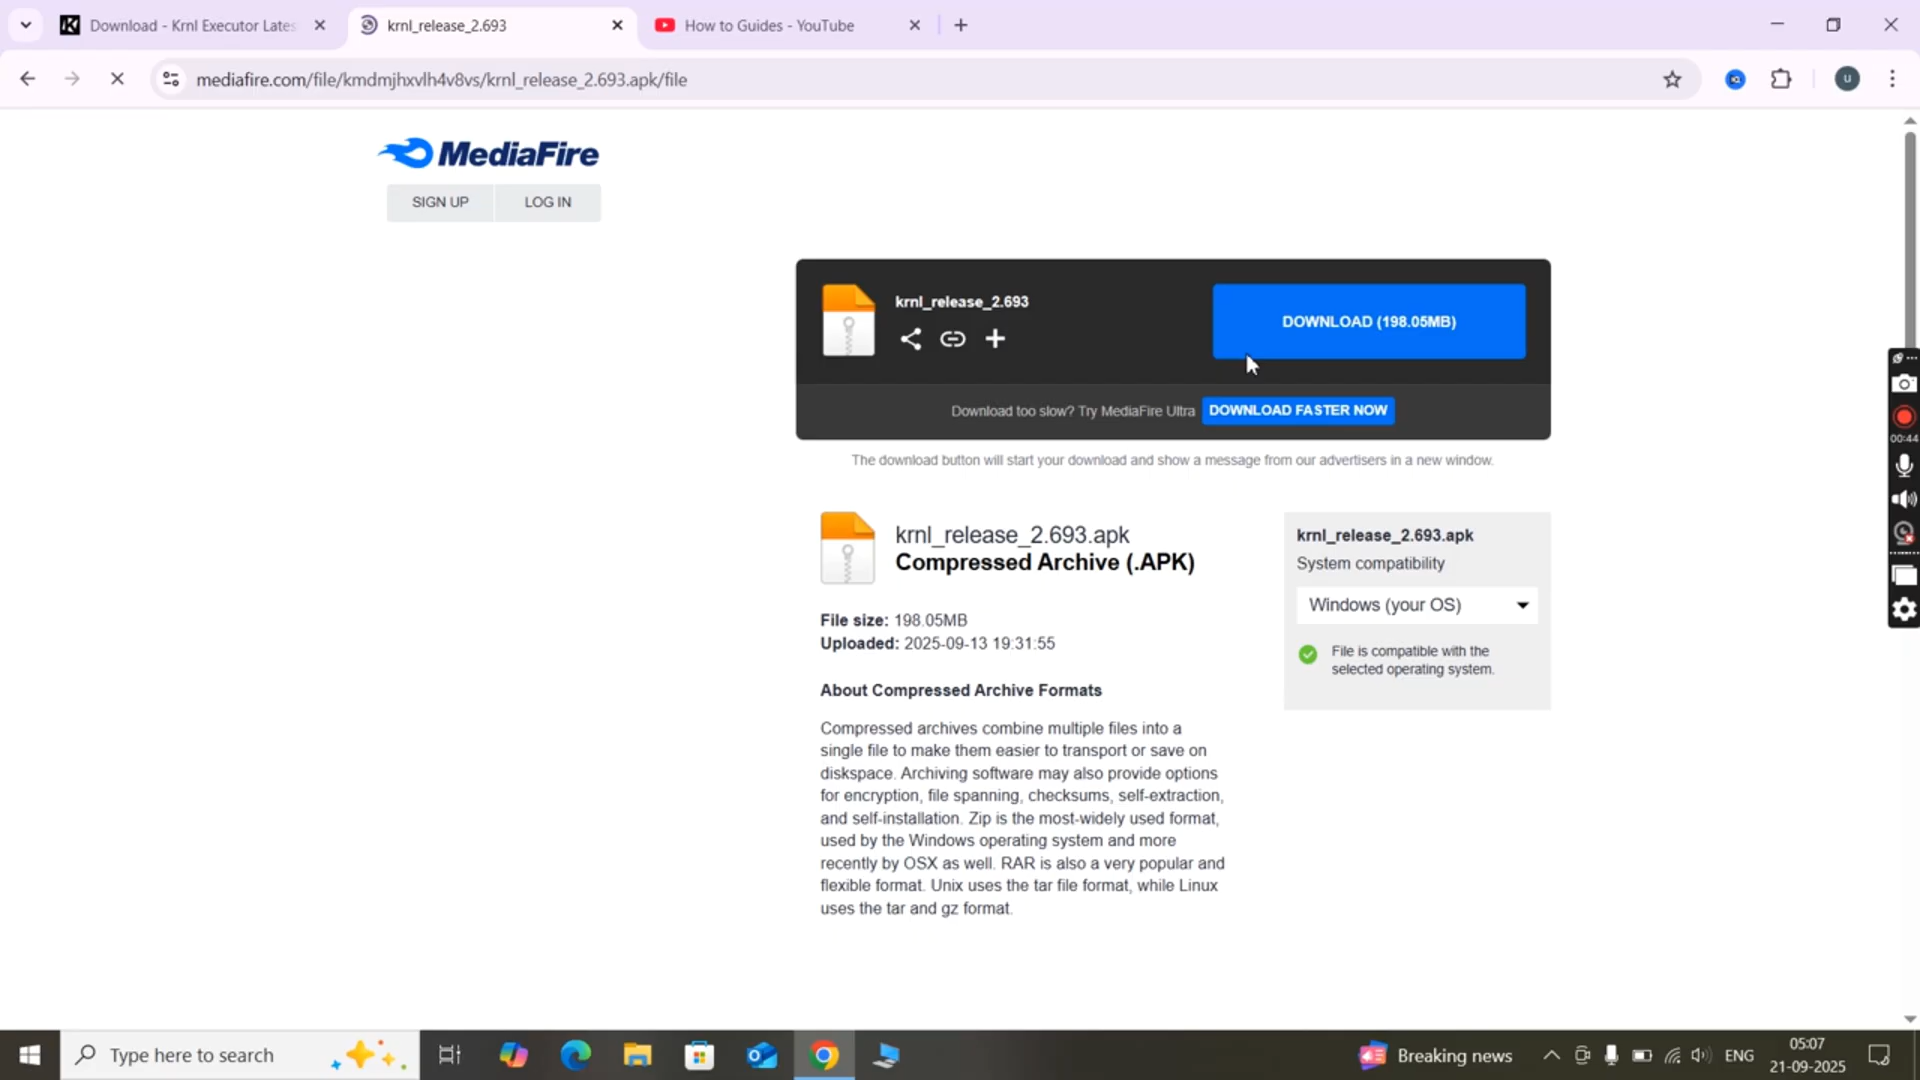 Download - Krnl Executor Lates
krnl_release_2.693
How to Guides - YouTube
mediafire.com/file/kmdmjhxvlh4v8vs/krnl_release_2.693.apk/file
u
MediaFire
SIGN UP
LOG IN
krnl_release_2.693
DOWNLOAD (198.05MB)
Download too slow? Try MediaFire Ultra
DOWNLOAD FASTER NOW
The download button will start your download and show a message from our advertisers in a new window.
krnl_release_2.693.apk
Compressed Archive (.APK)
File size: 198.05MB
Uploaded: 2025-09-13 19:31:55
About Compressed Archive Formats
Compressed archives combine multiple files into a
single file to make them easier to transport or save on
diskspace. Archiving software may also provide options
for encryption, file spanning, checksums, self-extraction,
and self-installation. Zip is the most-widely used format,
used by the Windows operating system and more
recently by OSX as well. RAR is also a very popular and
flexible format. Unix uses the tar file format, while Linux
uses the tar and gz format.
krnl_release_2.693.apk
System compatibility
Windows (your OS)
File is compatible with the
selected operating system.
00:44
Type here to search
Breaking news
ENG
05:07
21-09-2025